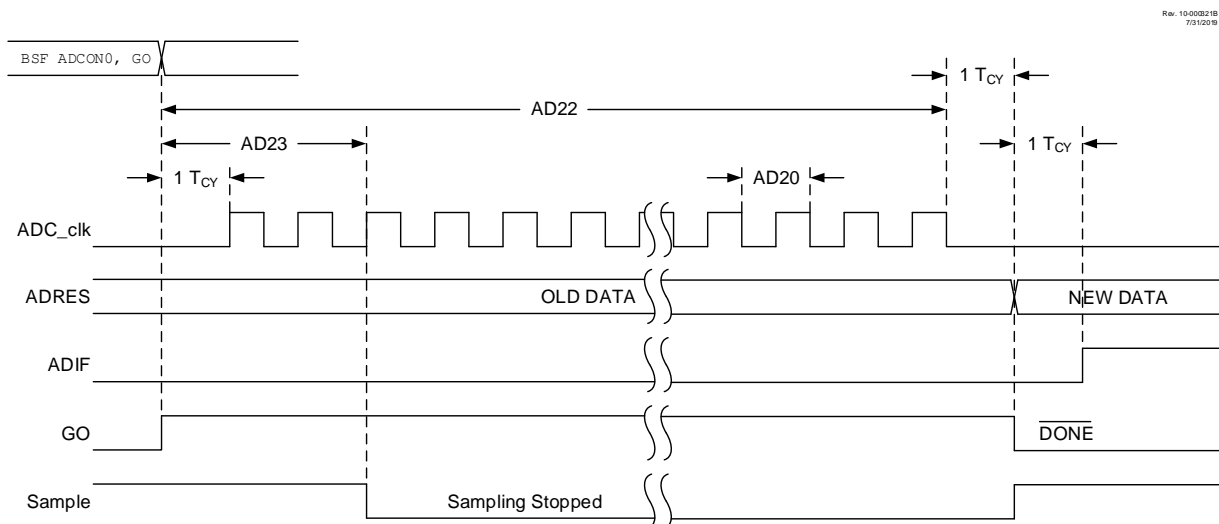 Rev. 10-000321B
7/31/2019
BSF ADCON0, GO
1 TCY
AD22
AD23
1 TCY
1 TCY
AD20
ADC_clk
ADRES
OLD DATA
NEW DATA
ADIF
GO
DONE
Sample
Sampling Stopped